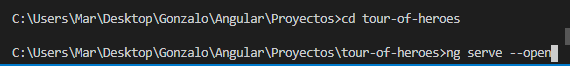 C:\Users\Mar\Desktop\Gonzalo\Angular\Proyectos>cd tour-of-heroes
C:\Users\Mar\Desktop\Gonzalo\Angular\Proyectos\tour-of-heroes>ng serve --open